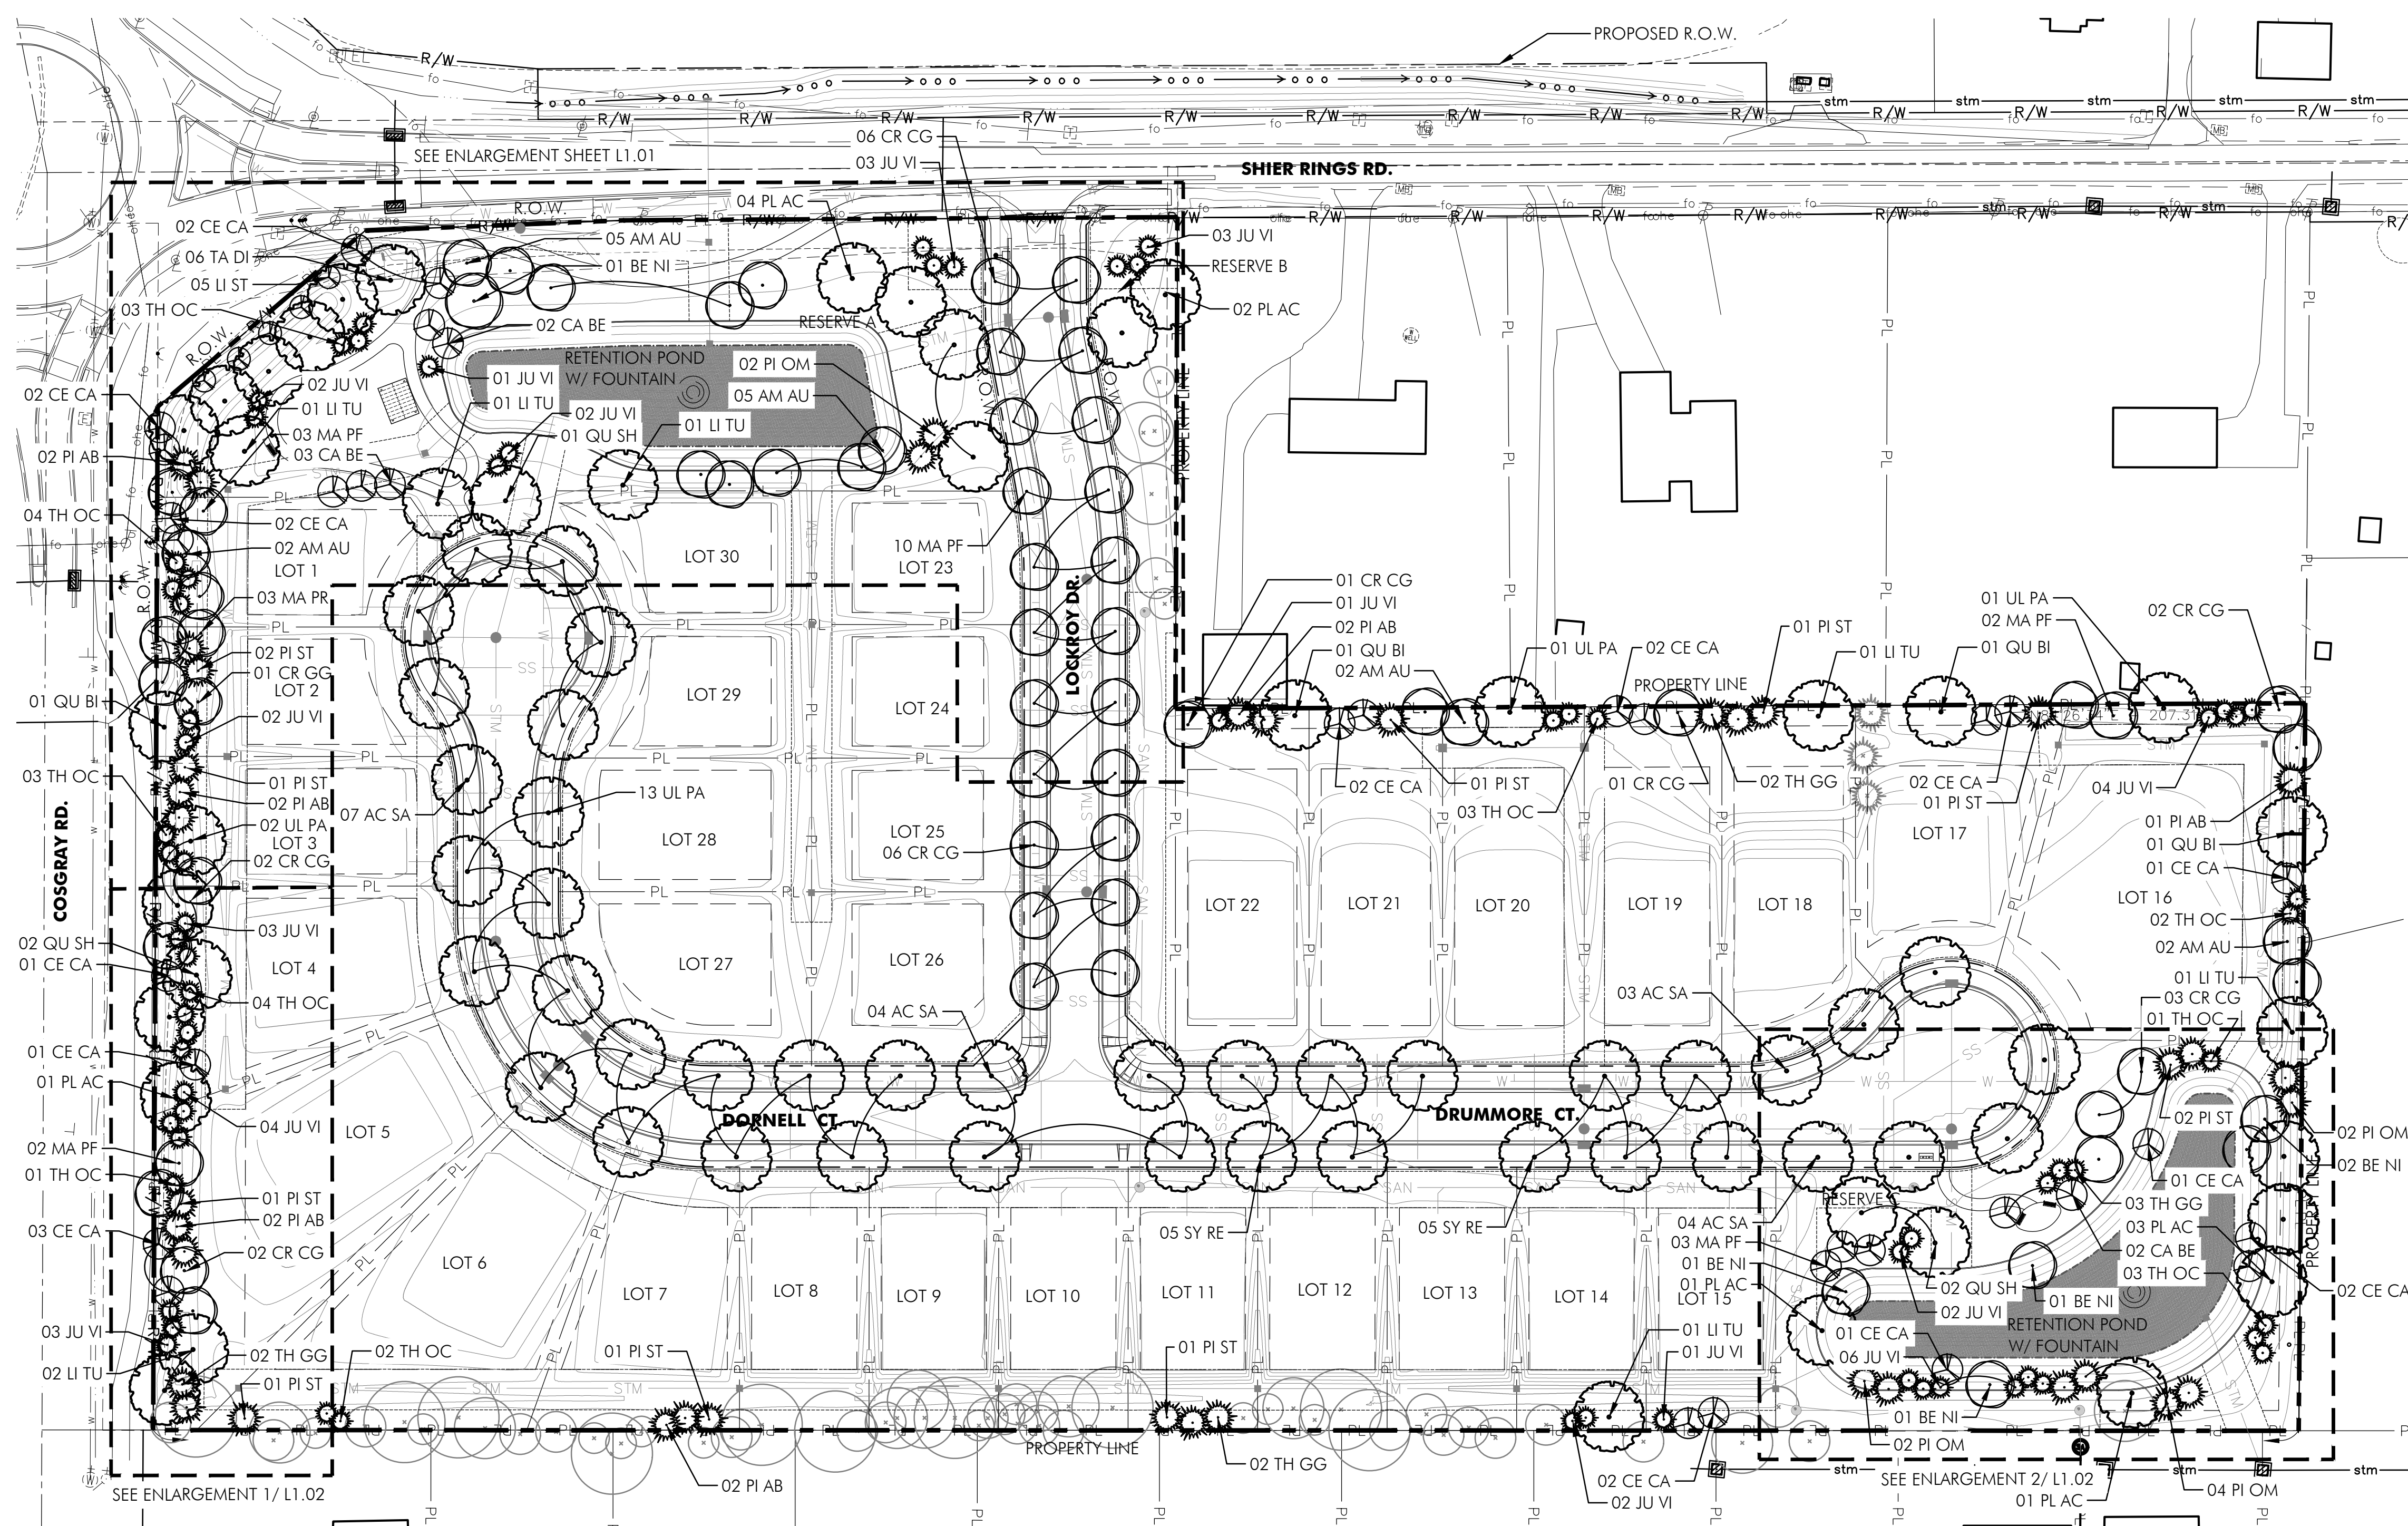 PROPOSED R.O.W.
R/W
SEE ENLARGEMENT SHEET L1.01
06 CR CG
03 JU VI
SHIER RINGS RD.
R.O.W.
04 PL AC
02 CE CA
05 AM AU
03 JU VI
06 TA DI
01 BE NI
RESERVE B
05 LI ST
03 TH OC
02 CA BE
RESERVE A
02 PL AC
R.O.W.
RETENTION POND
W/ FOUNTAIN
02 PI OM
01 JU VI
02 JU VI
02 CE CA
01 LI TU
01 LI TU
05 AM AU
02 JU VI
01 LI TU
03 MA PF
01 QU SH
03 CA BE
02 PI AB
PROPERTY LINE
04 TH OC
02 CE CA
02 AM AU
LOT 1
LOT 30
10 MA PF
LOT 23
03 MA PR
R.O.W.
LOCKROY DR.
01 CR CG
01 JU VI
02 PI AB
01 QU BI
02 AM AU
01 UL PA
02 CE CA
01 PI ST
01 LI TU
PROPERTY LINE
01 UL PA
02 MA PF
01 QU BI
02 CR CG
02 PI ST
01 CR GG
LOT 2
01 QU BI
02 JU VI
LOT 29
LOT 24
03 TH OC
01 PI ST
02 PI AB
02 UL PA
LOT 3
02 CR CG
07 AC SA
13 UL PA
LOT 28
LOT 25
06 CR CG
02 CE CA
01 PI ST
03 TH OC
01 CR CG
02 TH GG
02 CE CA
01 PI ST
LOT 17
04 JU VI
01 PI AB
01 QU BI
01 CE CA
LOT 16
02 TH OC
02 AM AU
01 LI TU
03 CR CG
01 TH OC
COSGRAY RD.
03 JU VI
02 QU SH
01 CE CA
LOT 4
04 TH OC
LOT 27
LOT 26
04 AC SA
LOT 22
LOT 21
LOT 20
LOT 19
LOT 18
03 AC SA
01 CE CA
01 PL AC
04 JU VI
LOT 5
02 MA PF
01 TH OC
DORNELL CT.
DRUMMORE CT.
02 PI ST
02 PI OM
02 BE NI
01 CE CA
01 PI ST
02 PI AB
03 CE CA
02 CR CG
LOT 6
LOT 7
LOT 8
LOT 9
LOT 10
05 SY RE
LOT 11
LOT 12
05 SY RE
LOT 13
LOT 14
04 AC SA
03 MA PF
01 BE NI
01 PL AC
LOT 15
03 TH GG
03 PL AC
02 CA BE
03 TH OC
02 QU SH
02 JU VI
01 BE NI
02 CE CA
PROPERTY LINE
RETENTION POND
W/ FOUNTAIN
01 CE CA
06 JU VI
03 JU VI
02 LI TU
02 TH GG
01 PI ST
02 TH OC
01 PI ST
01 PI ST
01 LI TU
01 JU VI
01 BE NI
02 PI OM
PROPERTY LINE
02 TH GG
02 PI AB
02 CE CA
02 JU VI
SEE ENLARGEMENT 1/ L1.02
SEE ENLARGEMENT 2/ L1.02
01 PL AC
04 PI OM